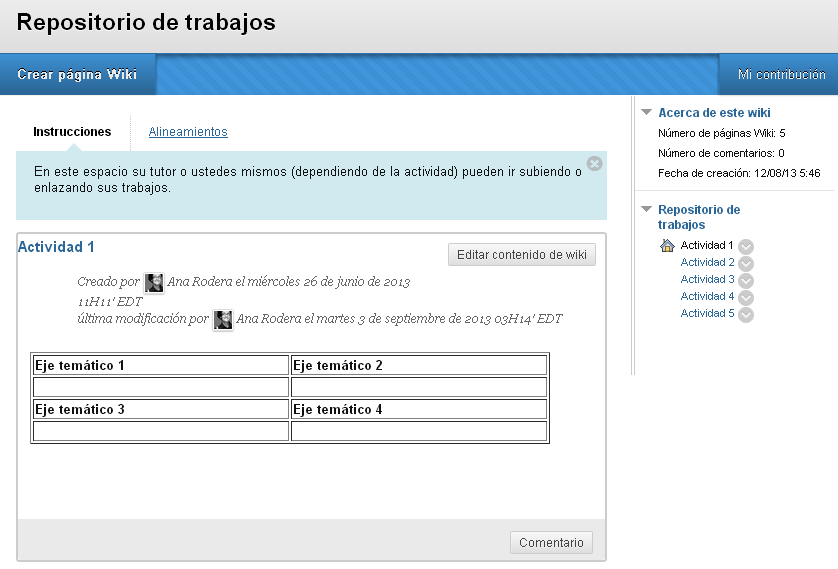 Repositorio de trabajos
Crear página Wiki
Mi contribución
Instrucciones
Alineamientos
En este espacio su tutor o ustedes mismos (dependiendo de la actividad) pueden ir subiendo o
enlazando sus trabajos.
Actividad 1
Editar contenido de wiki
Creado por Ana Rodera el miércoles 26 de junio de 2013
11H11' EDT
última modificación por Ana Rodera el martes 3 de septiembre de 2013 03H14' EDT
Eje temático 1
Eje temático 2
Eje temático 3
Eje temático 4
Comentario
Acerca de este wiki
Número de páginas Wiki: 5
Número de comentarios: 0
Fecha de creación: 12/08/13 5:46
Repositorio de
trabajos
Actividad 1
Actividad 2
Actividad 3
Actividad 4
Actividad 5